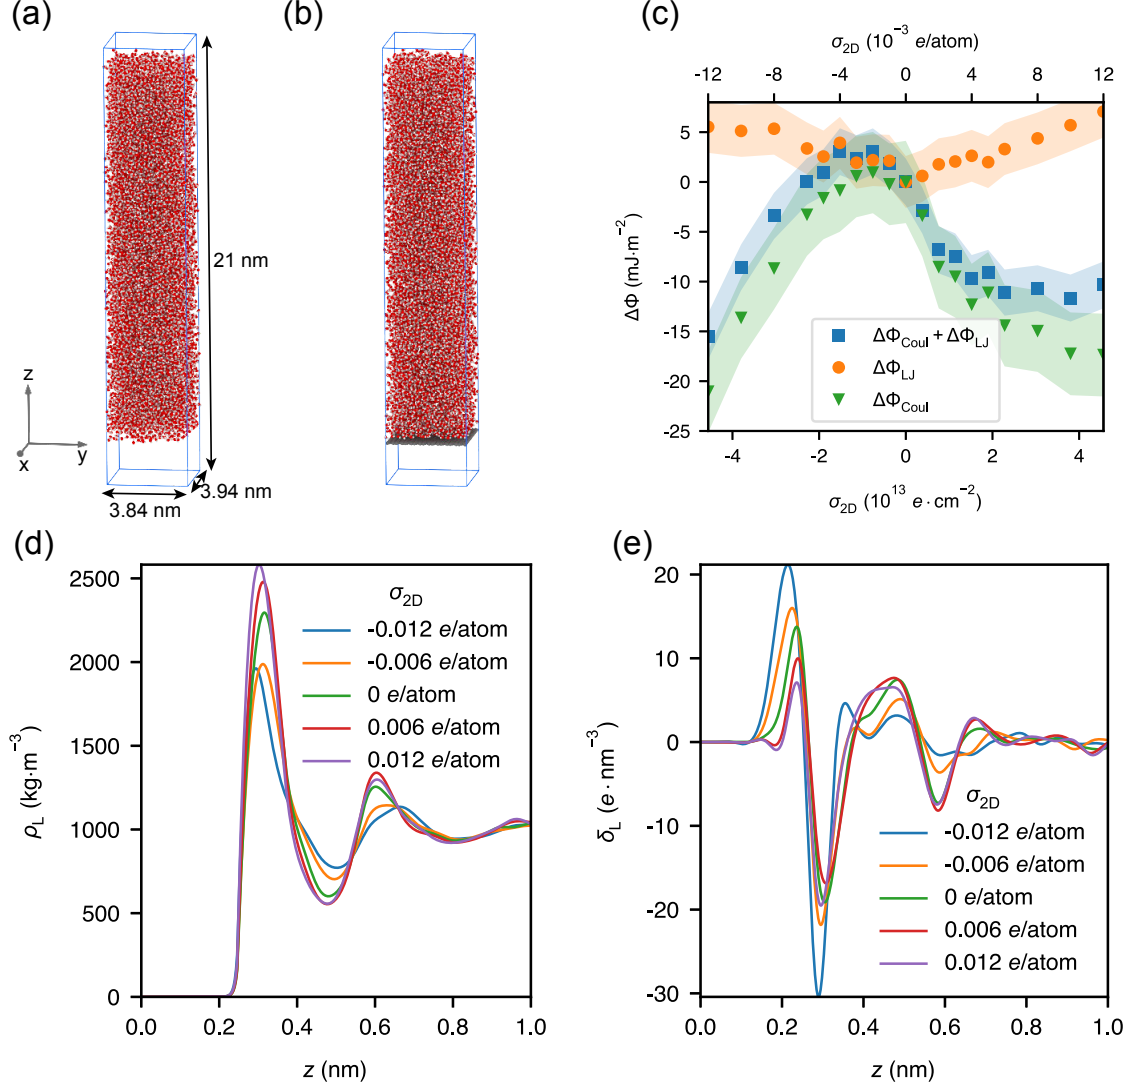 (a)
(b)
(c)
z
y
x
21 nm
3.94 nm
3.84 nm
σ2D (10−3 e/atom)
-12 -8 -4 0 4 8 12
ΔΦ (mJ·m−2)
5
0
-5
-10
-15
-20
-25
ΔΦCoul + ΔΦLJ
ΔΦLJ
ΔΦCoul
-4 -2 0 2 4
σ2D (1013 e·cm−2)
(d)
ρL (kg·m−3)
2500
2000
1500
1000
500
0
σ2D
-0.012 e/atom
-0.006 e/atom
0 e/atom
0.006 e/atom
0.012 e/atom
0.0 0.2 0.4 0.6 0.8 1.0
z (nm)
(e)
δL (e·nm−3)
20
10
0
-10
-20
-30
σ2D
-0.012 e/atom
-0.006 e/atom
0 e/atom
0.006 e/atom
0.012 e/atom
0.0 0.2 0.4 0.6 0.8 1.0
z (nm)